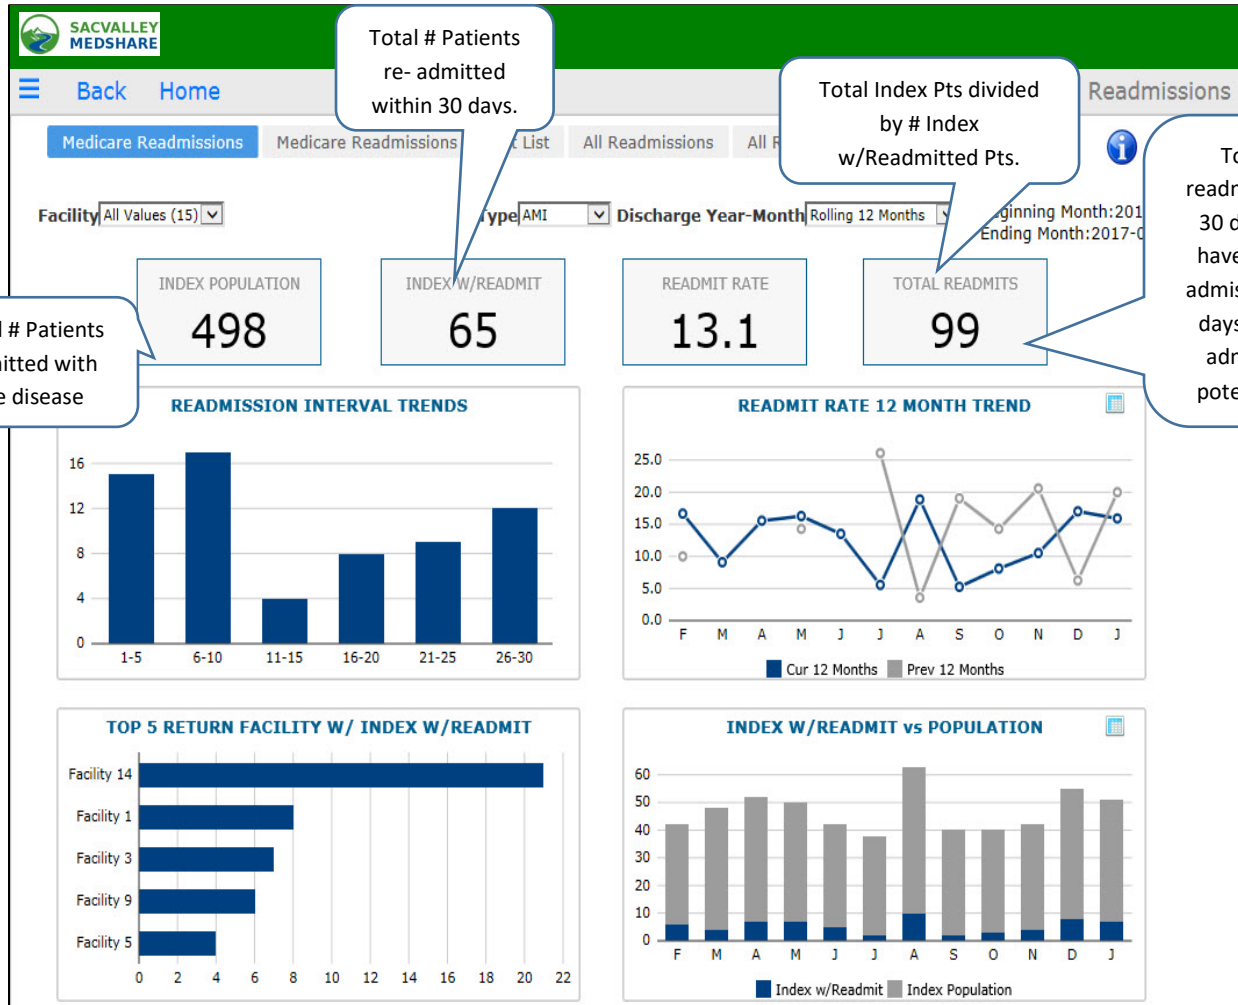 SACVALLEY
MEDSHARE
Total # Patients
re- admitted
within 30 days.
Total Index Pts divided
by # Index
w/Readmitted Pts.
Back Home
Readmissions
Medicare Readmissions
Medicare Readmissions
List
All Readmissions
All
Facility All Values (15)
Type AMI
Discharge Year-Month Rolling 12 Months
Beginning Month:201
Ending Month:2017-0
30 d
have
days
INDEX POPULATION
498
INDEX W/READMIT
65
READMIT RATE
13.1
TOTAL READMITS
99
# Patients
itted with
disease
READMISSION INTERVAL TRENDS
16
12
8
4
0
1-5 6-10 11-15 16-20 21-25 26-30
READMIT RATE 12 MONTH TREND
25.0
20.0
15.0
10.0
5.0
0.0
F M A M J J A S O N D J
Cur 12 Months Prev 12 Months
TOP 5 RETURN FACILITY W/ INDEX W/READMIT
Facility 14
Facility 1
Facility 3
Facility 9
Facility 5
0 2 4 6 8 10 12 14 16 18 20 22
INDEX W/READMIT vs POPULATION
60
50
40
30
20
10
0
F M A M J J A S O N D J
Index w/Readmit Index Population